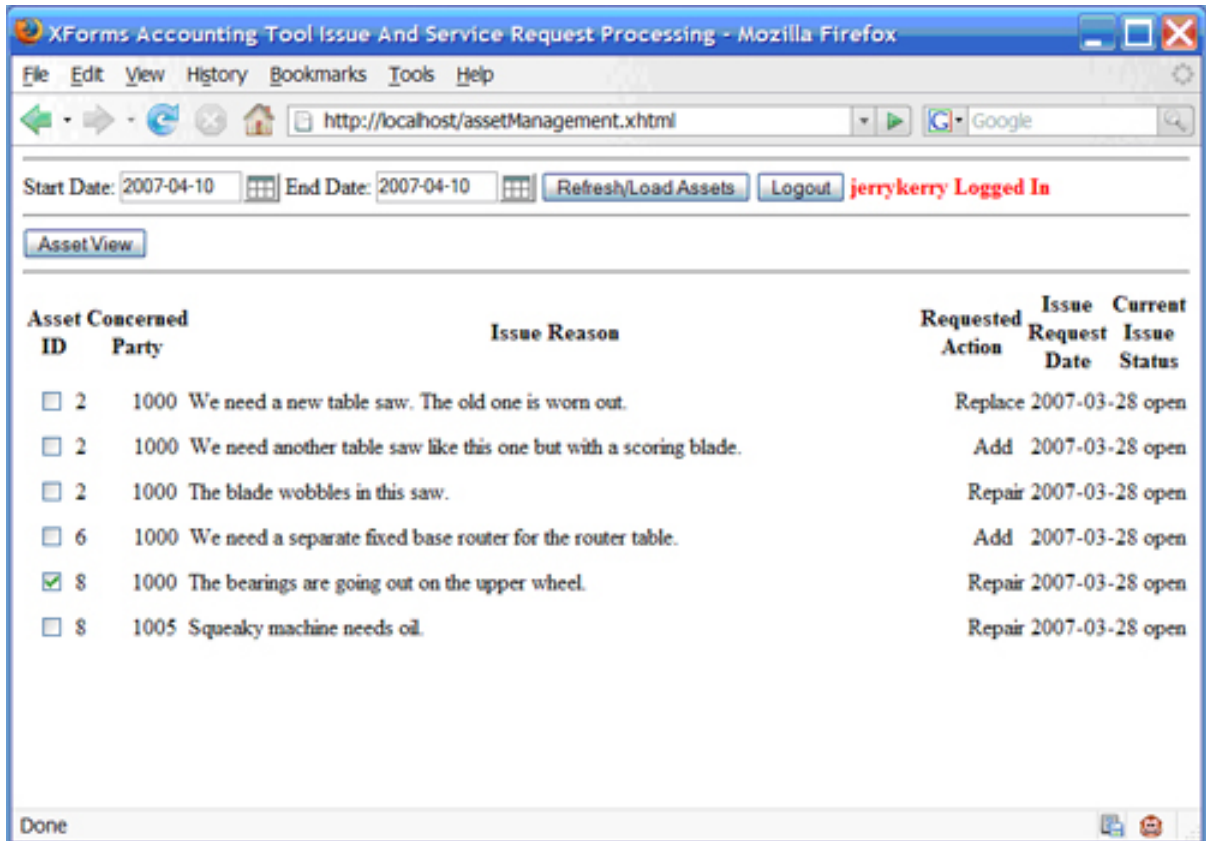 XForms Accounting Tool Issue And Service Request Processing - Mozilla Firefox
File Edit View History Bookmarks Tools Help
http://localhost/assetManagement.xhtml G Google
Start Date: 2007-04-10 End Date: 2007-04-10 Refresh/Load Assets Logout jerrykerry Logged In
Asset View
Asset ID Concerned Party Issue Reason Requested Action Issue Request Date Current Issue Status
2 1000 We need a new table saw. The old one is worn out. Replace 2007-03-28 open
2 1000 We need another table saw like this one but with a scoring blade. Add 2007-03-28 open
2 1000 The blade wobbles in this saw. Repair 2007-03-28 open
6 1000 We need a separate fixed base router for the router table. Add 2007-03-28 open
8 1000 The bearings are going out on the upper wheel. Repair 2007-03-28 open
8 1005 Squeaky machine needs oil. Repair 2007-03-28 open
Done